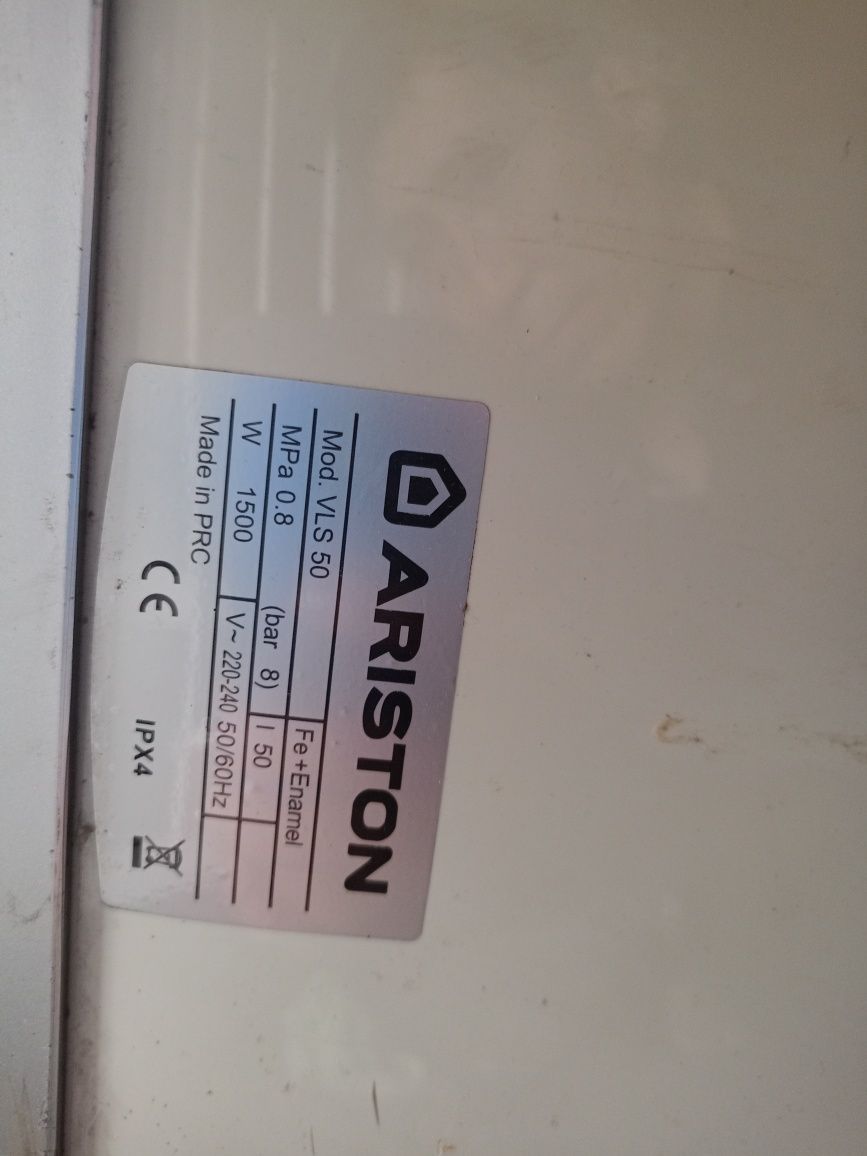 ARISTON
Mod. VLS 50 Fe+Enamel
MPa 0.8 (bar 8) l 50
W 1500 V~ 220-240 50/60Hz
Made in PRC
CE IPX4